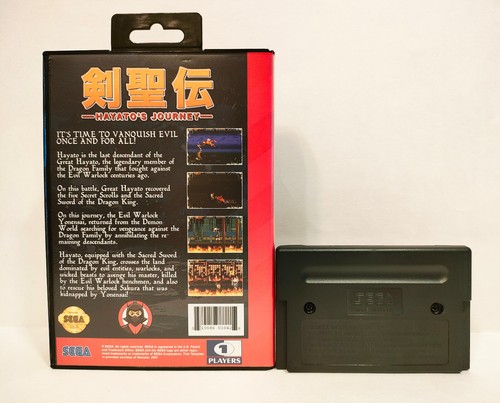 剣聖伝
HAYATO'S JOURNEY
IT'S TIME TO VANQUISH EVIL
ONCE AND FOR ALL!
Hayato is the last descendant of the
Great Hayato, the legendary member of
the Dragon Family that fought against
the Evil Warlock centuries ago.
On this battle, Great Hayato recovered
the five Secret Scrolls and the Sacred
Sword of the Dragon King.
On this journey, the Evil Warlock
Yonensai, returned from the Demon
World searching for vengeance against the
Dragon Family by annihilating the re-
maining descendants.
Hayato, equipped with the Sacred Sword
of the Dragon King, crosses the land
dominated by evil entities, warlocks, and
wicked beasts to avenge his master, killed
by the Evil Warlock henchmen, and also
to rescue his beloved Sakura that was
kidnapped by Yonensai!
SEGA
SEGA
1
PLAYERS
SEGA